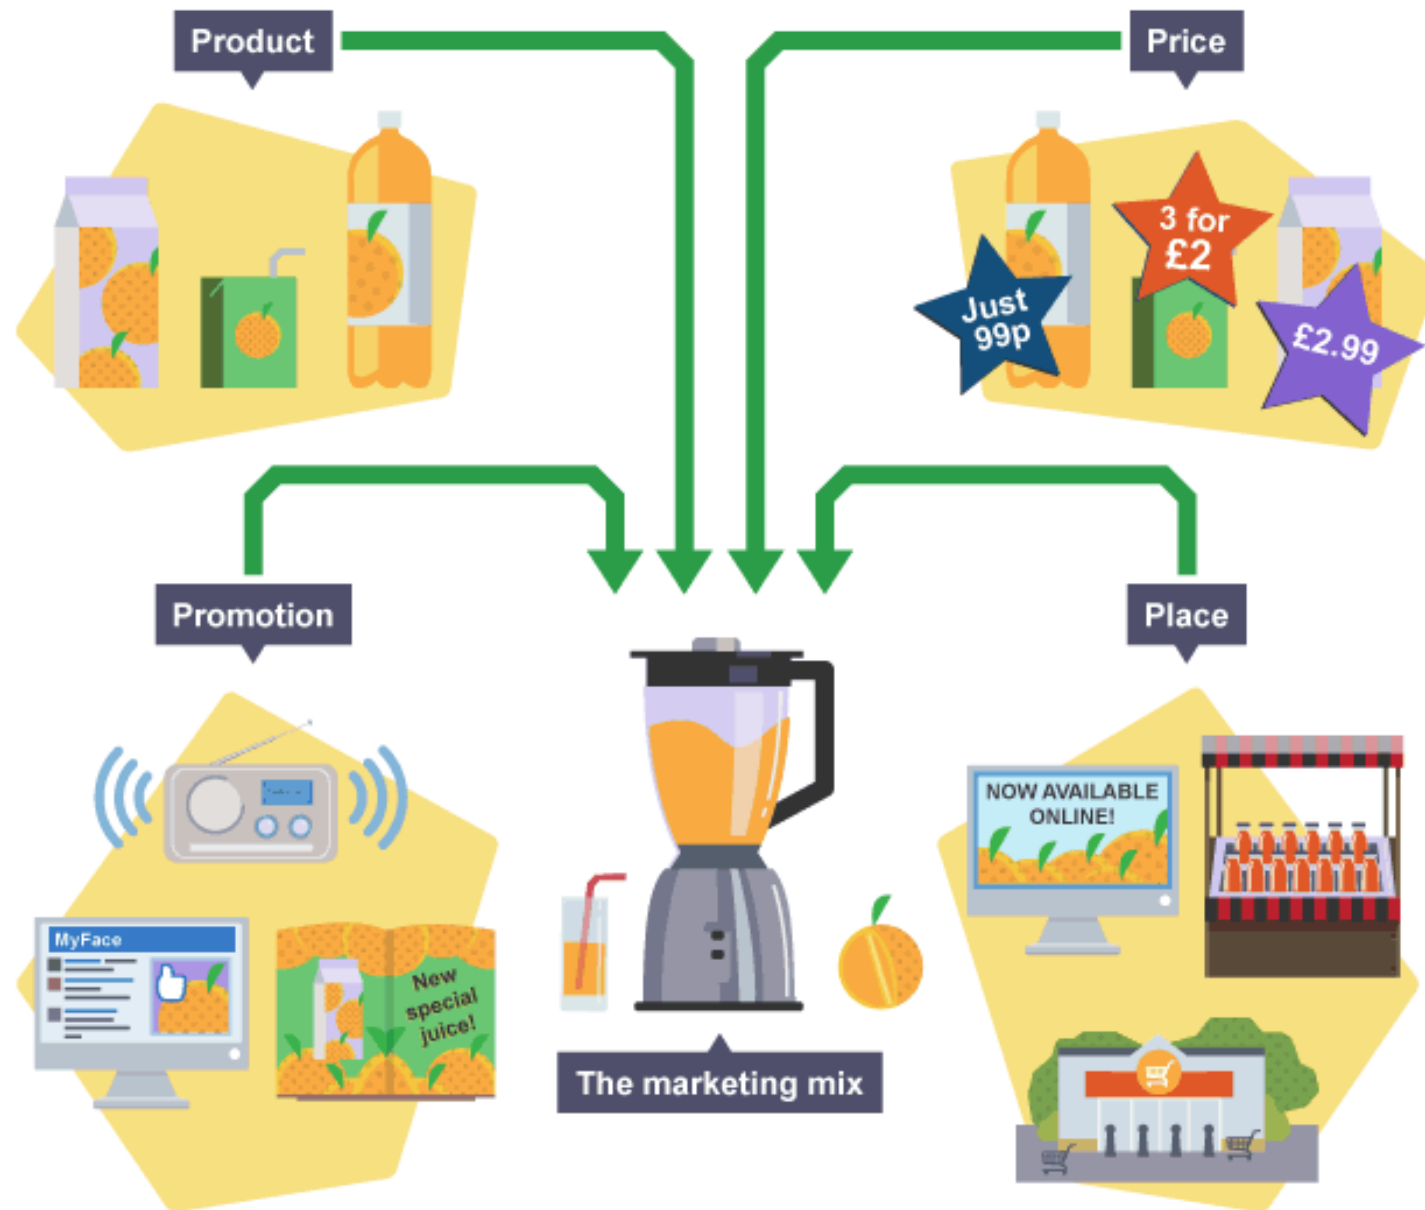 Product
Price
3 for
£2
Just
99p
£2.99
Promotion
Place
NOW AVAILABLE
ONLINE!
MyFace
New
special
juice!
The marketing mix